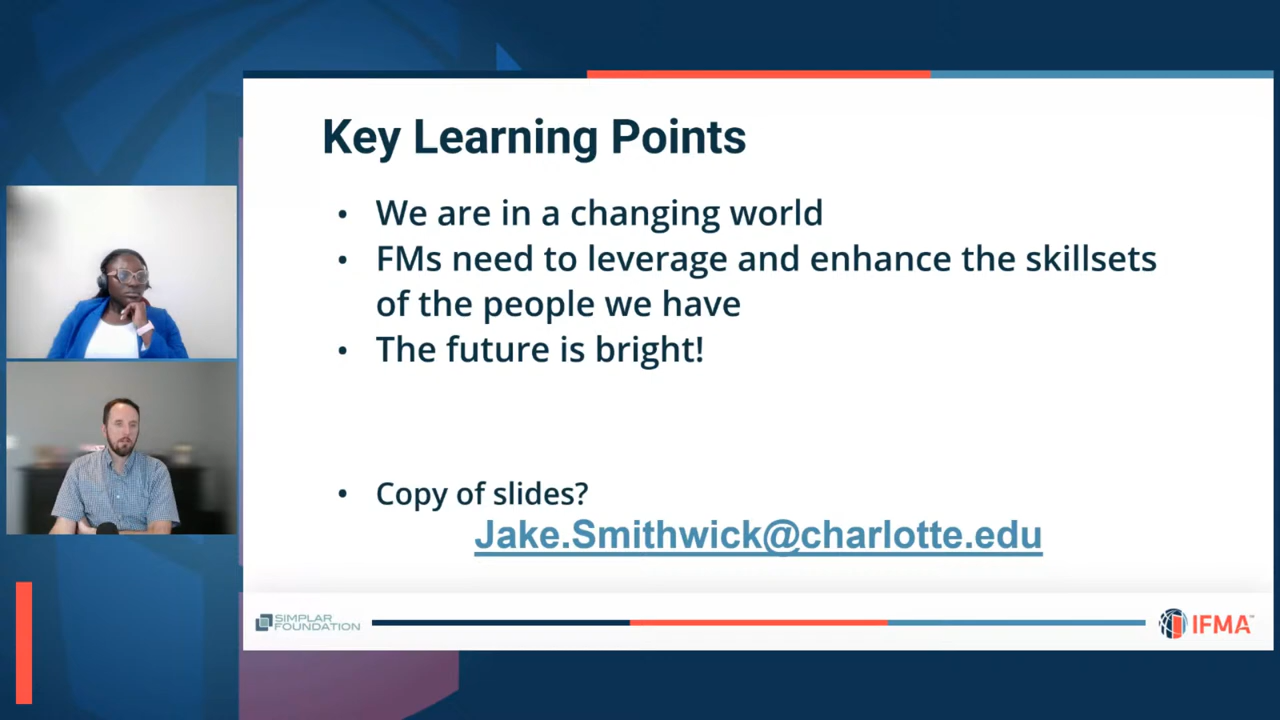 Key Learning Points
• We are in a changing world
• FMs need to leverage and enhance the skillsets
of the people we have
• The future is bright!
• Copy of slides?
Jake.Smithwick@charlotte.edu
SIMPLAR
FOUNDATION
IFMA™